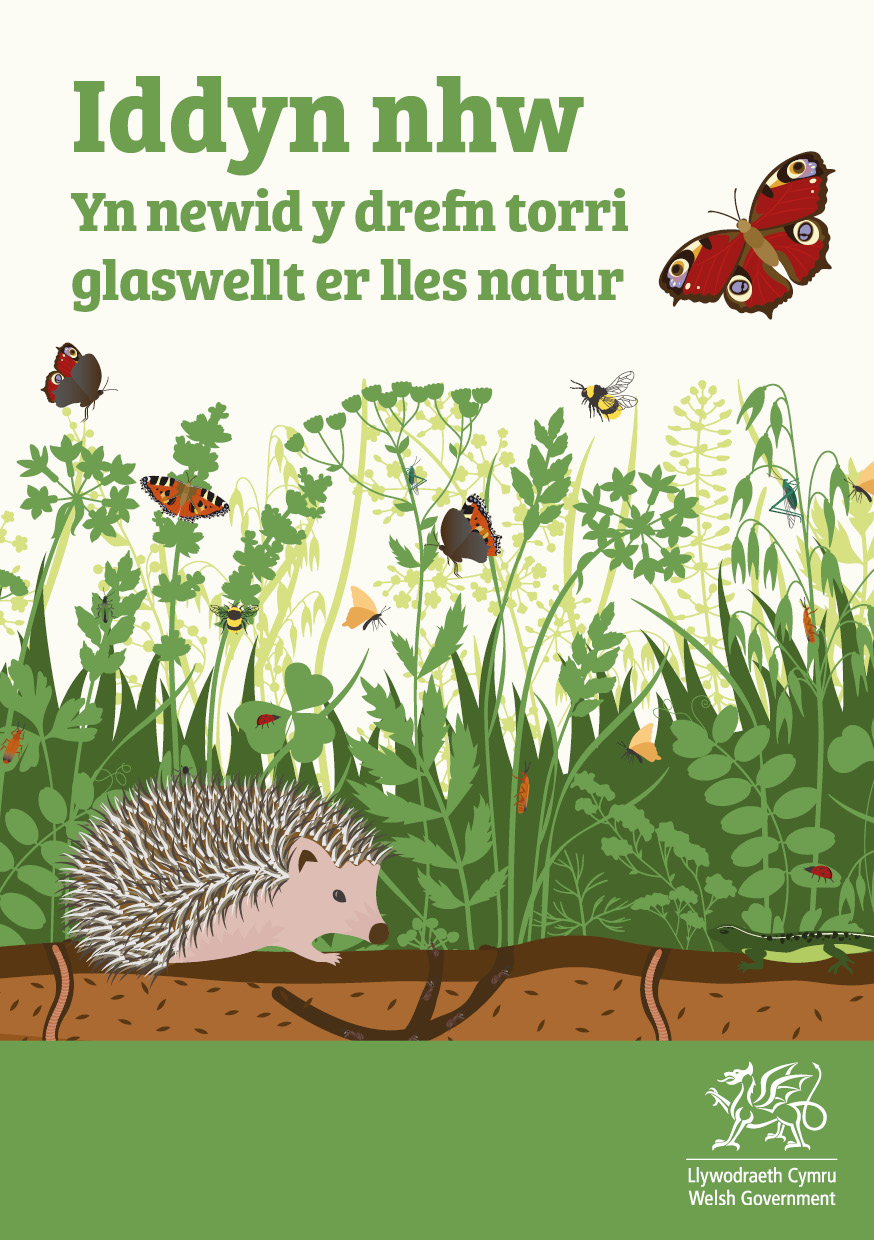 Iddyn nhw
Yn newid y drefn torri
glaswellt er lles natur
Llywodraeth Cymru
Welsh Government